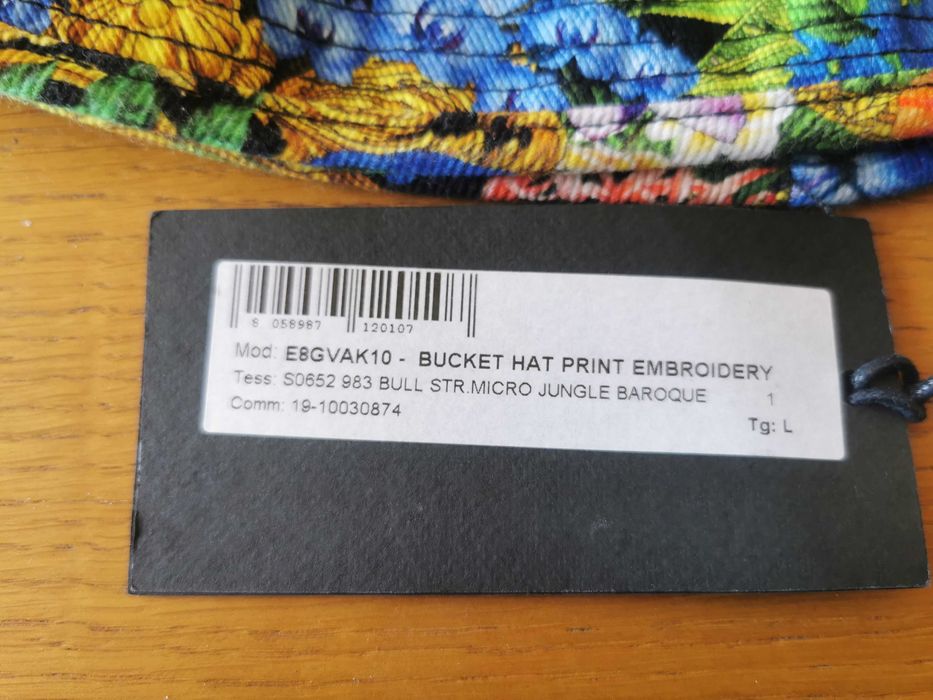 8 058987 120107
Mod: E8GVAK10 - BUCKET HAT PRINT EMBROIDERY
Tess: S0652 983 BULL STR.MICRO JUNGLE BAROQUE 1
Comm: 19-10030874
Tg: L